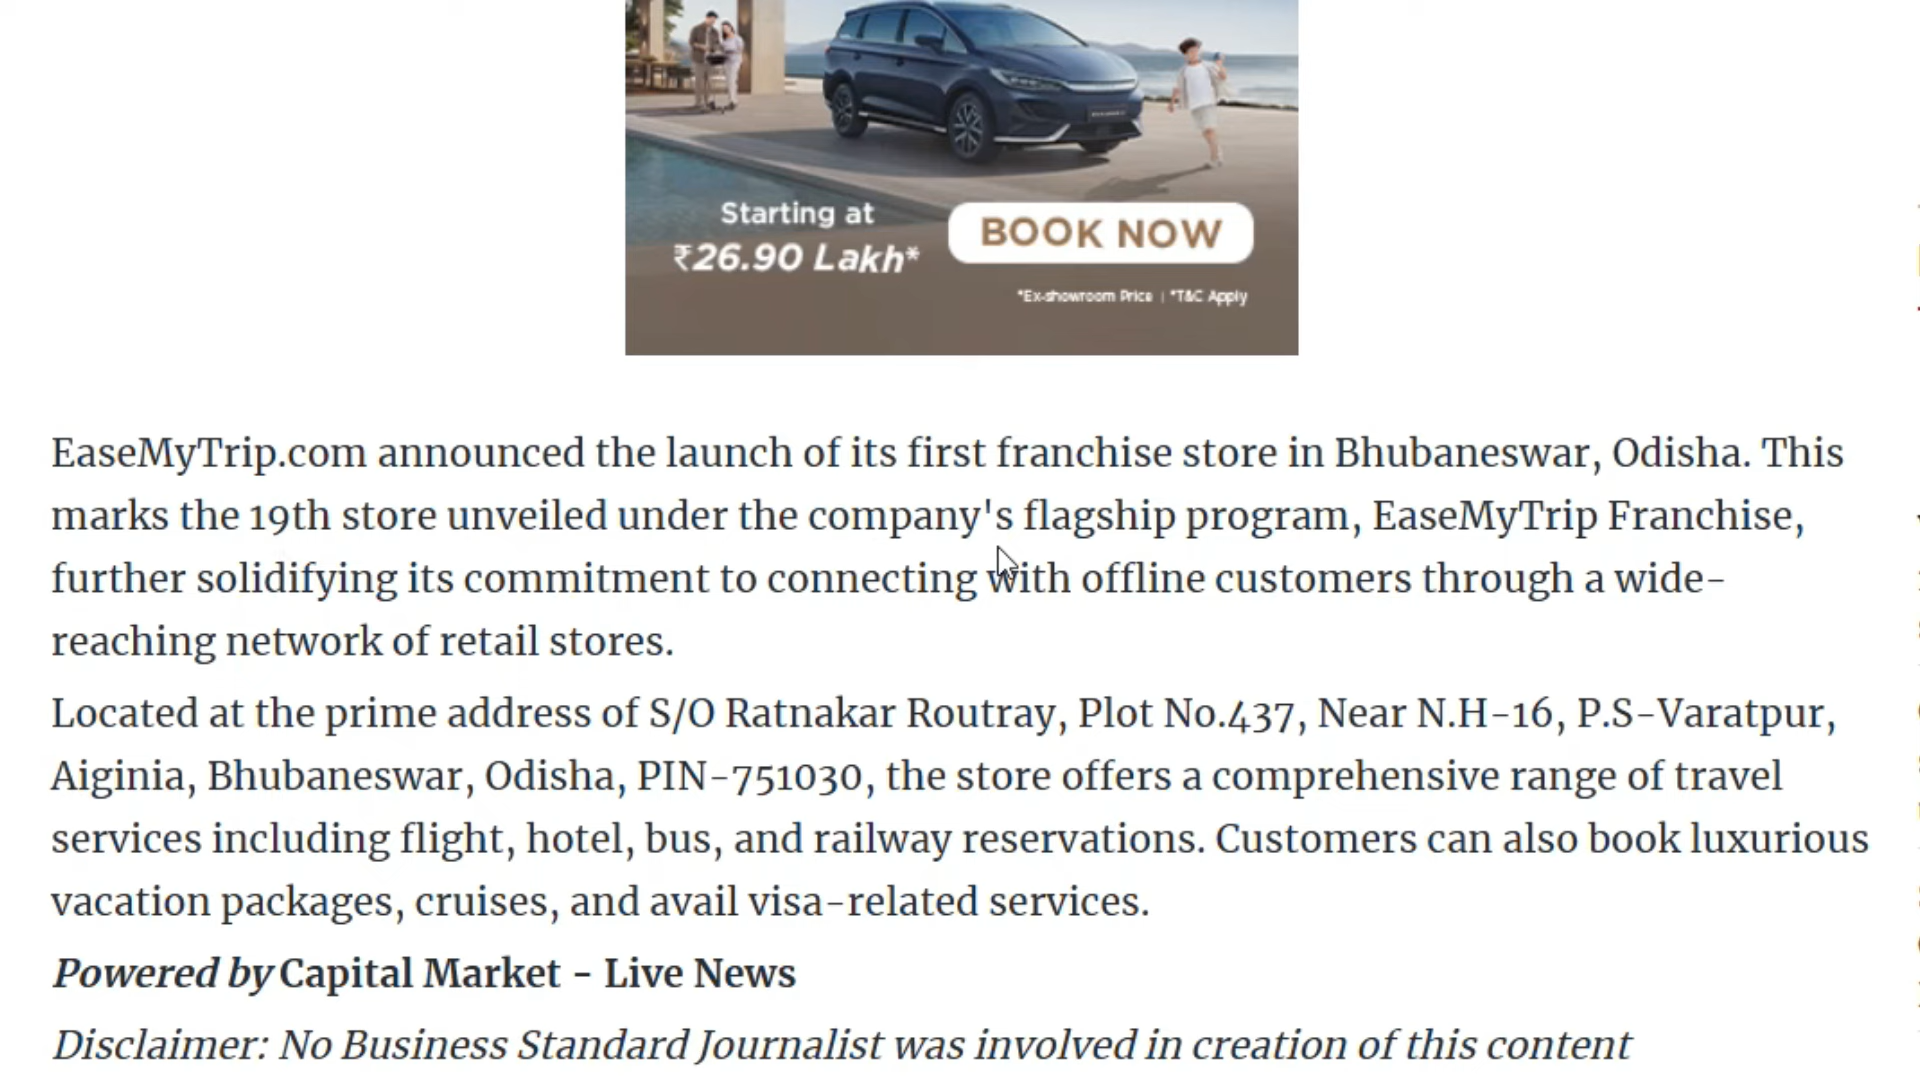 Starting at
₹26.90 Lakh*
BOOK NOW
*Ex-showroom Price | *T&C Apply
EaseMyTrip.com announced the launch of its first franchise store in Bhubaneswar, Odisha. This
marks the 19th store unveiled under the company's flagship program, EaseMyTrip Franchise,
further solidifying its commitment to connecting with offline customers through a wide-
reaching network of retail stores.
Located at the prime address of S/O Ratnakar Routray, Plot No.437, Near N.H-16, P.S-Varatpur,
Aiginia, Bhubaneswar, Odisha, PIN-751030, the store offers a comprehensive range of travel
services including flight, hotel, bus, and railway reservations. Customers can also book luxurious
vacation packages, cruises, and avail visa-related services.
Powered by Capital Market - Live News
Disclaimer: No Business Standard Journalist was involved in creation of this content